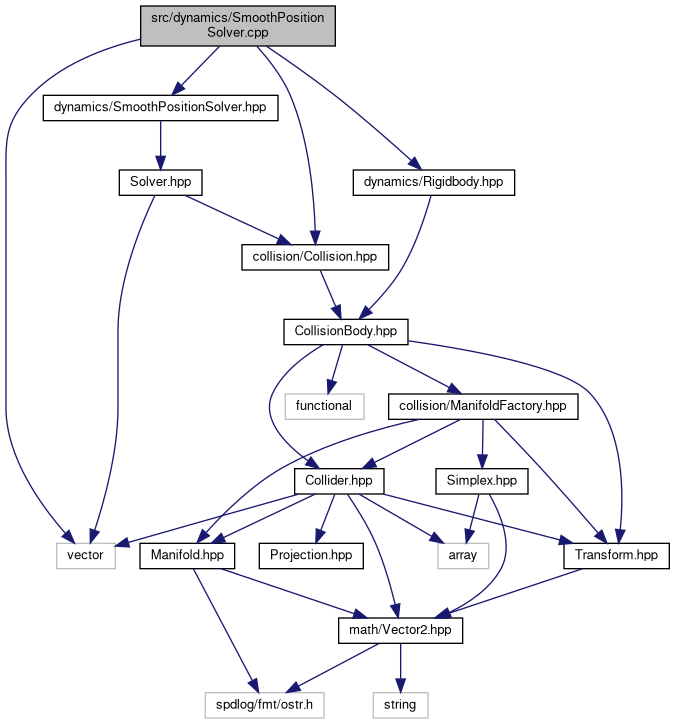 src/dynamics/SmoothPosition
Solver.cpp
dynamics/SmoothPositionSolver.hpp
Solver.hpp
dynamics/Rigidbody.hpp
collision/Collision.hpp
CollisionBody.hpp
functional
collision/ManifoldFactory.hpp
Collider.hpp
Simplex.hpp
vector
Manifold.hpp
Projection.hpp
array
Transform.hpp
math/Vector2.hpp
spdlog/fmt/ostr.h
string